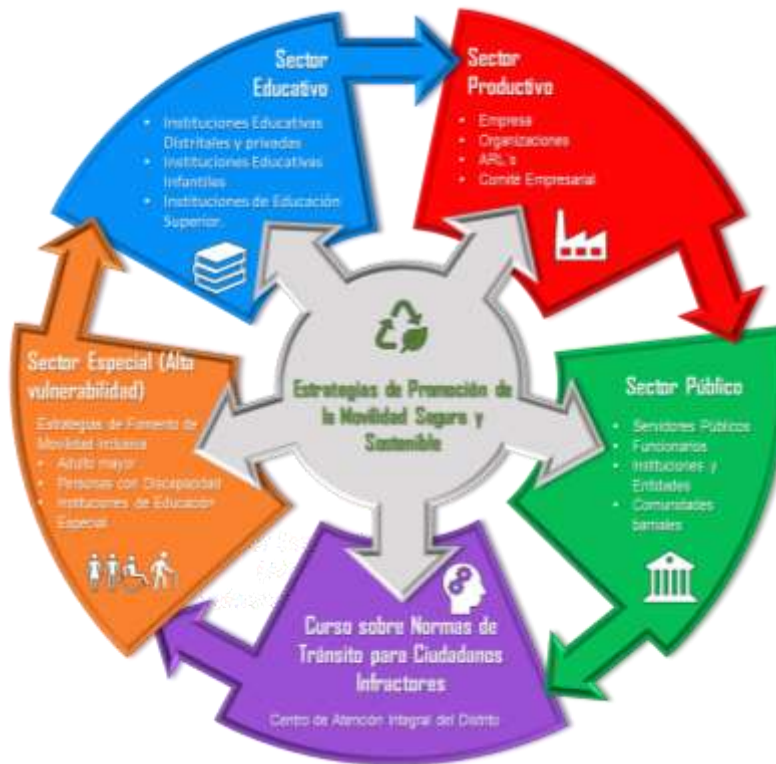 Sector
Educativo
• Instituciones Educativas
Distritales y privadas
• Instituciones Educativas
Infantiles
• Instituciones de Educación
Superior.
Sector
Productivo
• Empresa
• Organizaciones
• ARL´s
• Comité Empresarial
Sector Público
• Servidores Públicos
• Funcionarios
• Instituciones y
Entidades
• Comunidades
barriales
Curso sobre Normas de
Tránsito para Ciudadanos
Infractores
Centro de Atención Integral del Distrito
Sector Especial (Alta
vulnerabilidad)
Estrategias de Fomento de
Movilidad Inclusiva
• Adulto mayor
• Personas con Discapacidad
• Instituciones de Educación
Especial
Estrategias de Promoción de
la Movilidad Segura y
Sostenible